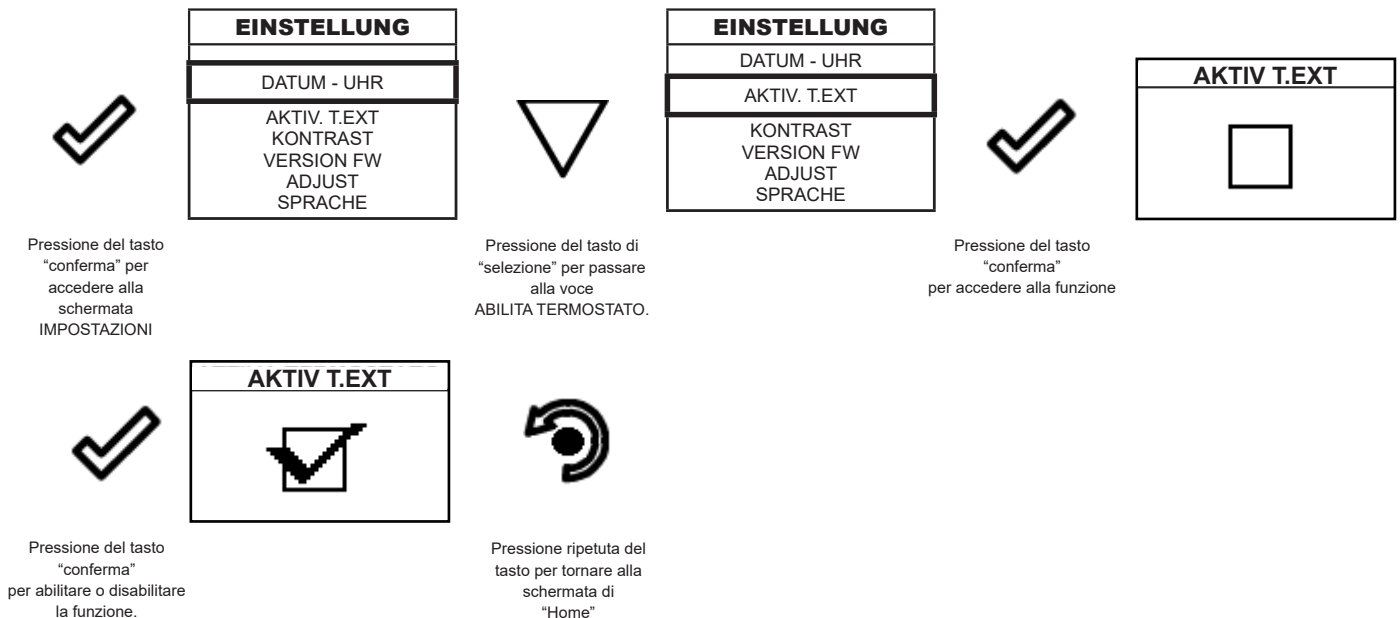 EINSTELLUNG
DATUM - UHR
AKTIV. T.EXT
KONTRAST
VERSION FW
ADJUST
SPRACHE
Pressione del tasto
“conferma” per
accedere alla
schermata
IMPOSTAZIONI
EINSTELLUNG
DATUM - UHR
AKTIV. T.EXT
KONTRAST
VERSION FW
ADJUST
SPRACHE
Pressione del tasto di
“selezione” per passare
alla voce
ABILITA TERMOSTATO.
AKTIV T.EXT
Pressione del tasto
“conferma”
per accedere alla funzione
AKTIV T.EXT
Pressione del tasto
“conferma”
per abilitare o disabilitare
la funzione.
Pressione ripetuta del
tasto per tornare alla
schermata di
“Home”